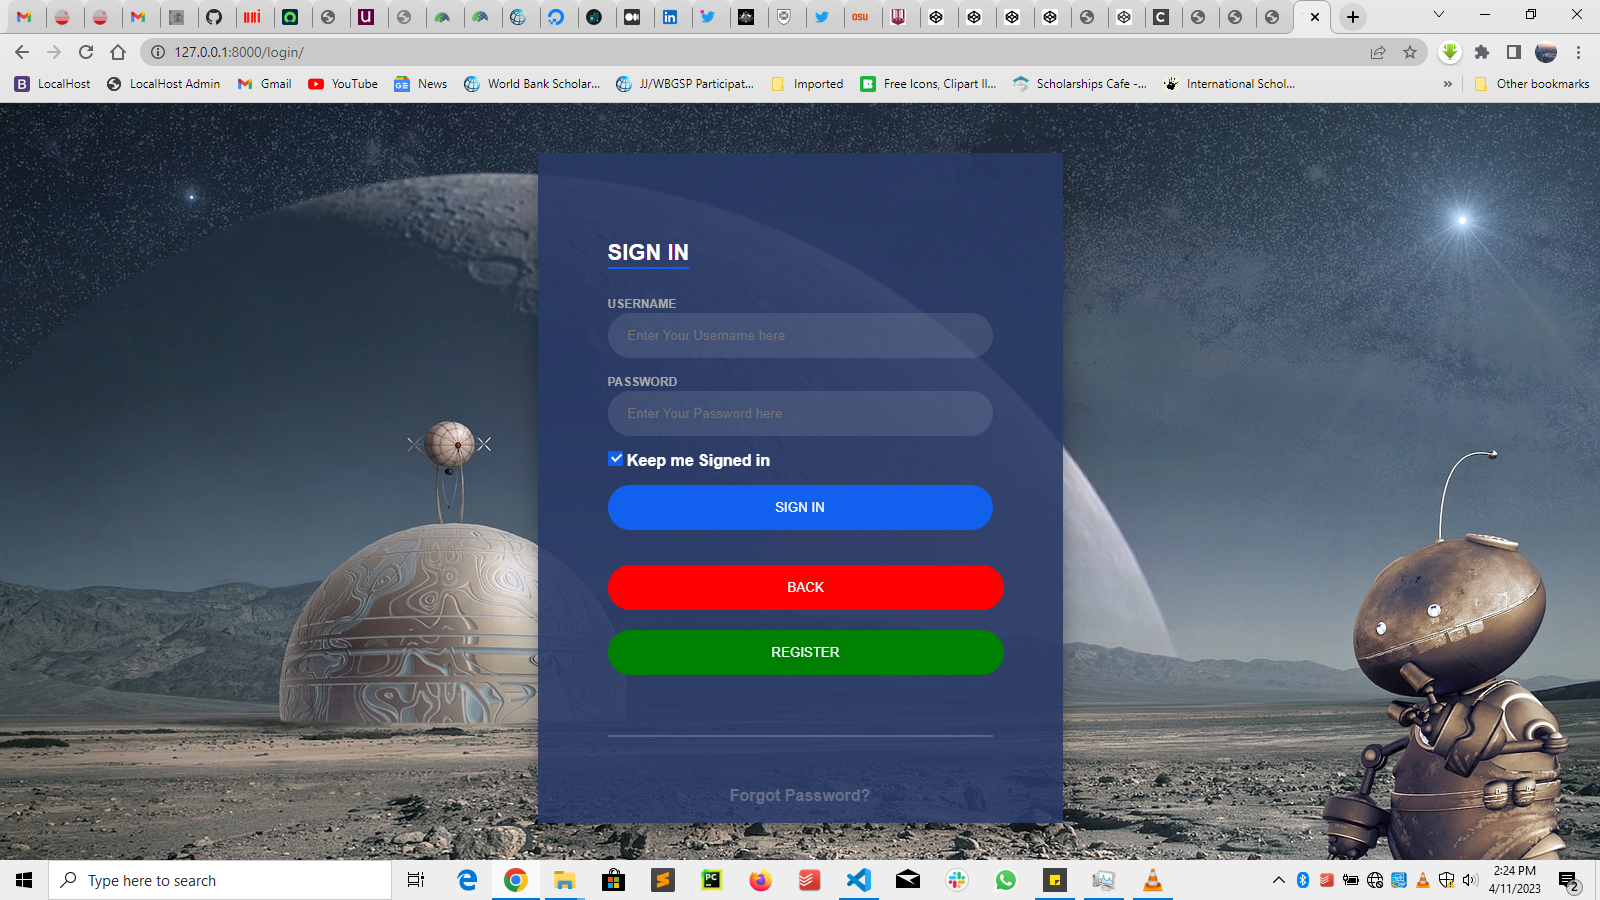 127.0.0.1:8000/login/
LocalHost
LocalHost Admin
Gmail
YouTube
News
World Bank Scholar...
JJ/WBGSP Participat...
Imported
Free Icons, Clipart Il...
Scholarships Cafe -...
International Schol...
»
Other bookmarks
SIGN IN
USERNAME
Enter Your Username here
PASSWORD
Enter Your Password here
Keep me Signed in
SIGN IN
BACK
REGISTER
Forgot Password?
Type here to search
2:24 PM
4/11/2023
2